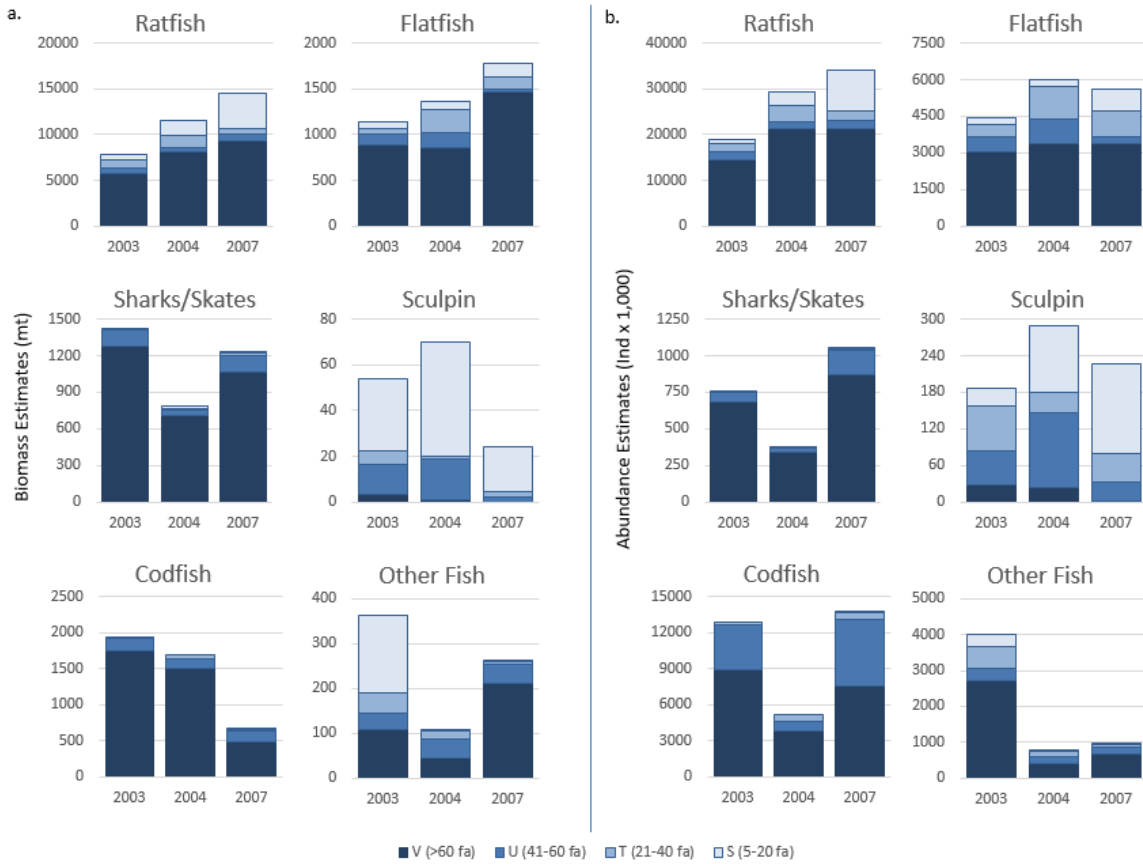 a.
Ratfish
20000
15000
10000
5000
0
2003 2004 2007
Flatfish
2000
1500
1000
500
0
2003 2004 2007
Biomass Estimates (mt)
Sharks/Skates
1500
1200
900
600
300
0
2003 2004 2007
Sculpin
80
60
40
20
0
2003 2004 2007
Codfish
2500
2000
1500
1000
500
0
2003 2004 2007
Other Fish
400
300
200
100
0
2003 2004 2007
b.
Ratfish
40000
30000
20000
10000
0
2003 2004 2007
Flatfish
7500
6000
4500
3000
1500
0
2003 2004 2007
Abundance Estimates (Ind x 1,000)
Sharks/Skates
1250
1000
750
500
250
0
2003 2004 2007
Sculpin
300
240
180
120
60
0
2003 2004 2007
Codfish
15000
12000
9000
6000
3000
0
2003 2004 2007
Other Fish
5000
4000
3000
2000
1000
0
2003 2004 2007
V (>60 fa) U (41-60 fa) T (21-40 fa) S (5-20 fa)